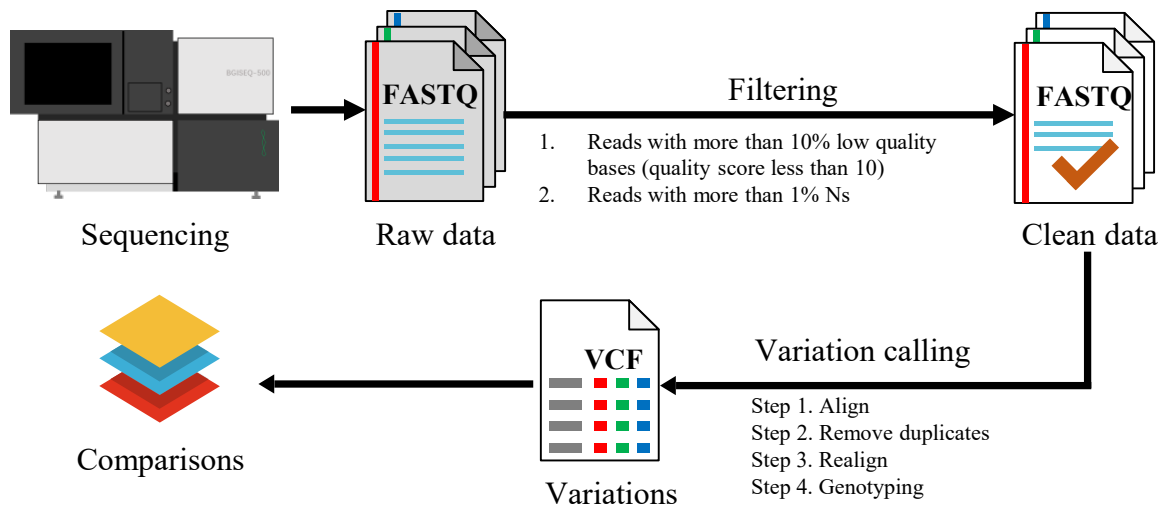 BGISEQ-500
FASTQ
Filtering
FASTQ
1. Reads with more than 10% low quality
bases (quality score less than 10)
2. Reads with more than 1% Ns
Sequencing
Raw data
Clean data
VCF
Variation calling
Step 1. Align
Step 2. Remove duplicates
Step 3. Realign
Step 4. Genotyping
Comparisons
Variations